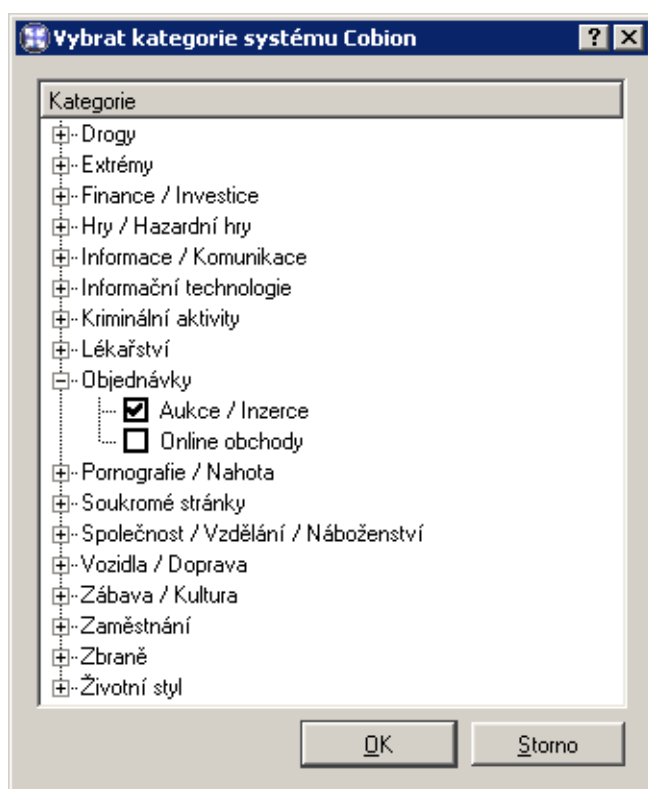 Vybrat kategorie systému Cobion
Kategorie
Drogy
Extrémy
Finance / Investice
Hry / Hazardní hry
Informace / Komunikace
Informační technologie
Kriminální aktivity
Lékařství
Objednávky
Aukce / Inzerce
Online obchody
Pornografie / Nahota
Soukromé stránky
Společnost / Vzdělání / Náboženství
Vozidla / Doprava
Zábava / Kultura
Zaměstnání
Zbraně
Životní styl
OK Storno